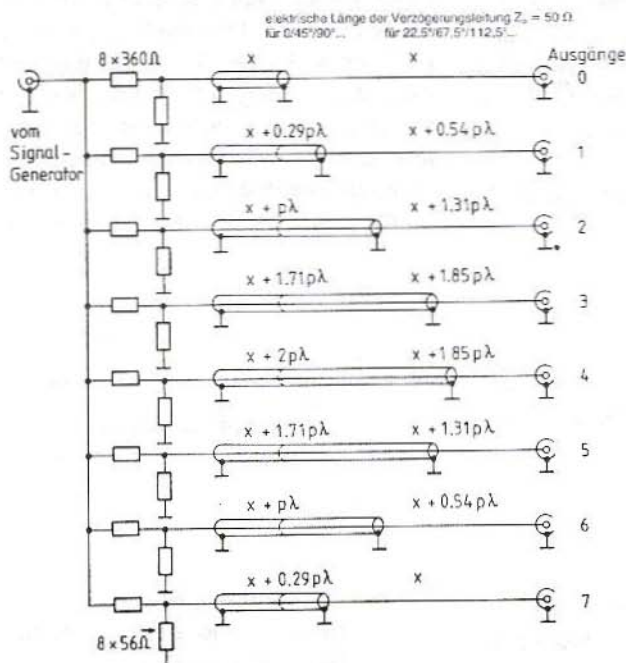 elektrische Länge der Verzögerungsleitung Z₀ = 50 Ω
für 0/45°/90°... für 22.5°/67.5°/112.5°...
8 × 360Ω x x Ausgänge
0
vom
Signal-
Generator
x + 0.29pλ x + 0.54pλ
1
x + pλ x + 1.31pλ
2
x + 1.71pλ x + 1.85pλ
3
x + 2pλ x + 1.85pλ
4
x + 1.71pλ x + 1.31pλ
5
x + pλ x + 0.54pλ
6
x + 0.29pλ x
7
8 × 56Ω